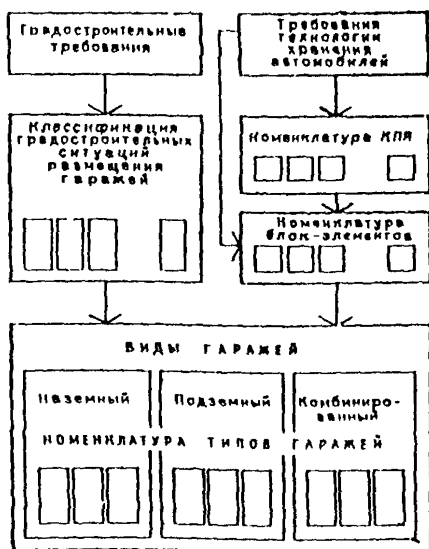 Градостроительные
требования
Требования
технологии
хранения
автомобилей
Классификация
градостроительных
ситуаций
размещения
гаражей
Номенклатура КПЯ
Номенклатура
блок-элементов
ВИДЫ ГАРАЖЕЙ
Наземный
Подземный
Комбиниро-
ванный
НОМЕНКЛАТУРА ТИПОВ ГАРАЖЕЙ